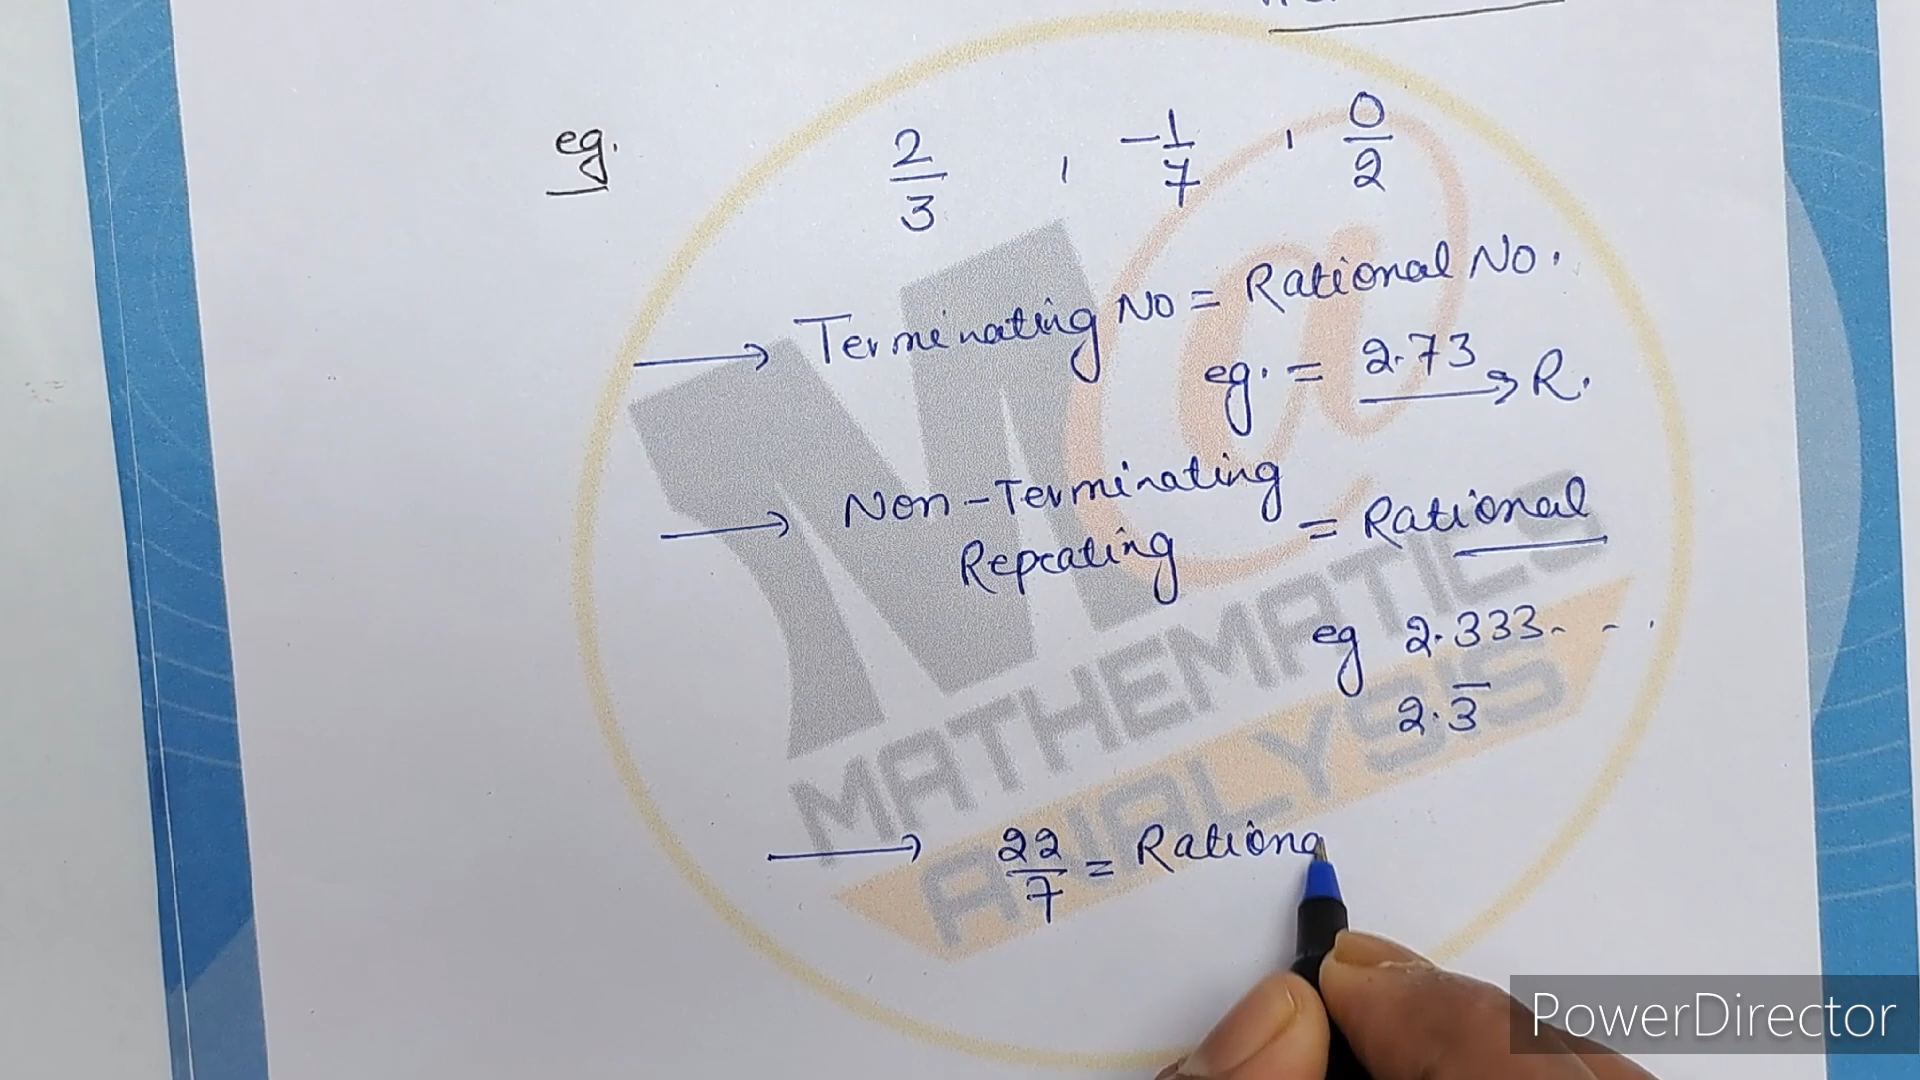 eg. 2/3 , -1/7 , 0/2
→ Terminating No = Rational No.
eg. = 2.73 → R.
→ Non-Terminating
Repeating = Rational
eg 2.333- - .
2.3̅
→ 22/7 = Rationa
MATHEMATICS
ANALYSIS
PowerDirector